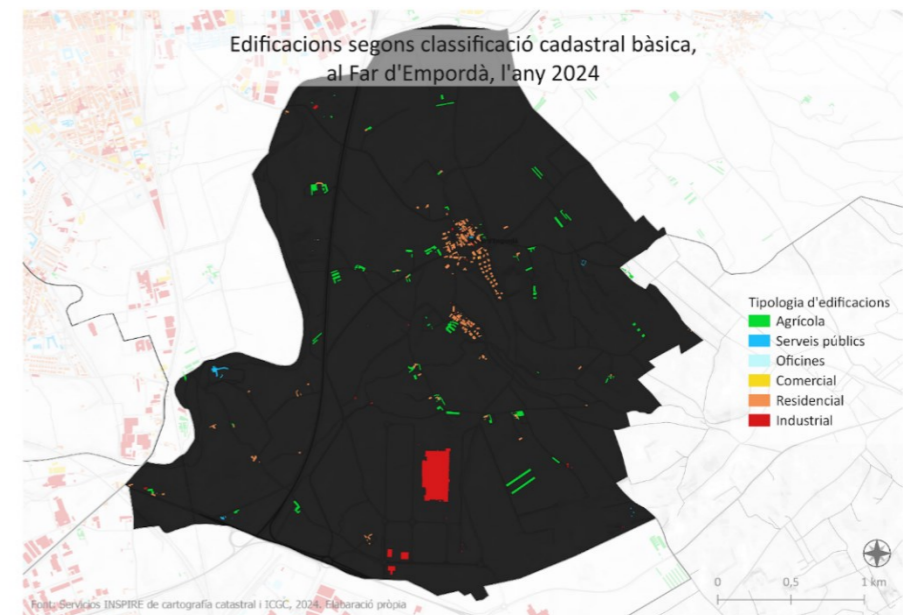 Edificacions segons classificació cadastral bàsica,
al Far d'Empordà, l'any 2024
Tipologia d'edificacions
Agrícola
Serveis públics
Oficines
Comercial
Residencial
Industrial
0 0,5 1 km
Font: Servicios INSPIRE de cartografía catastral i ICGC, 2024. Elaboració pròpia